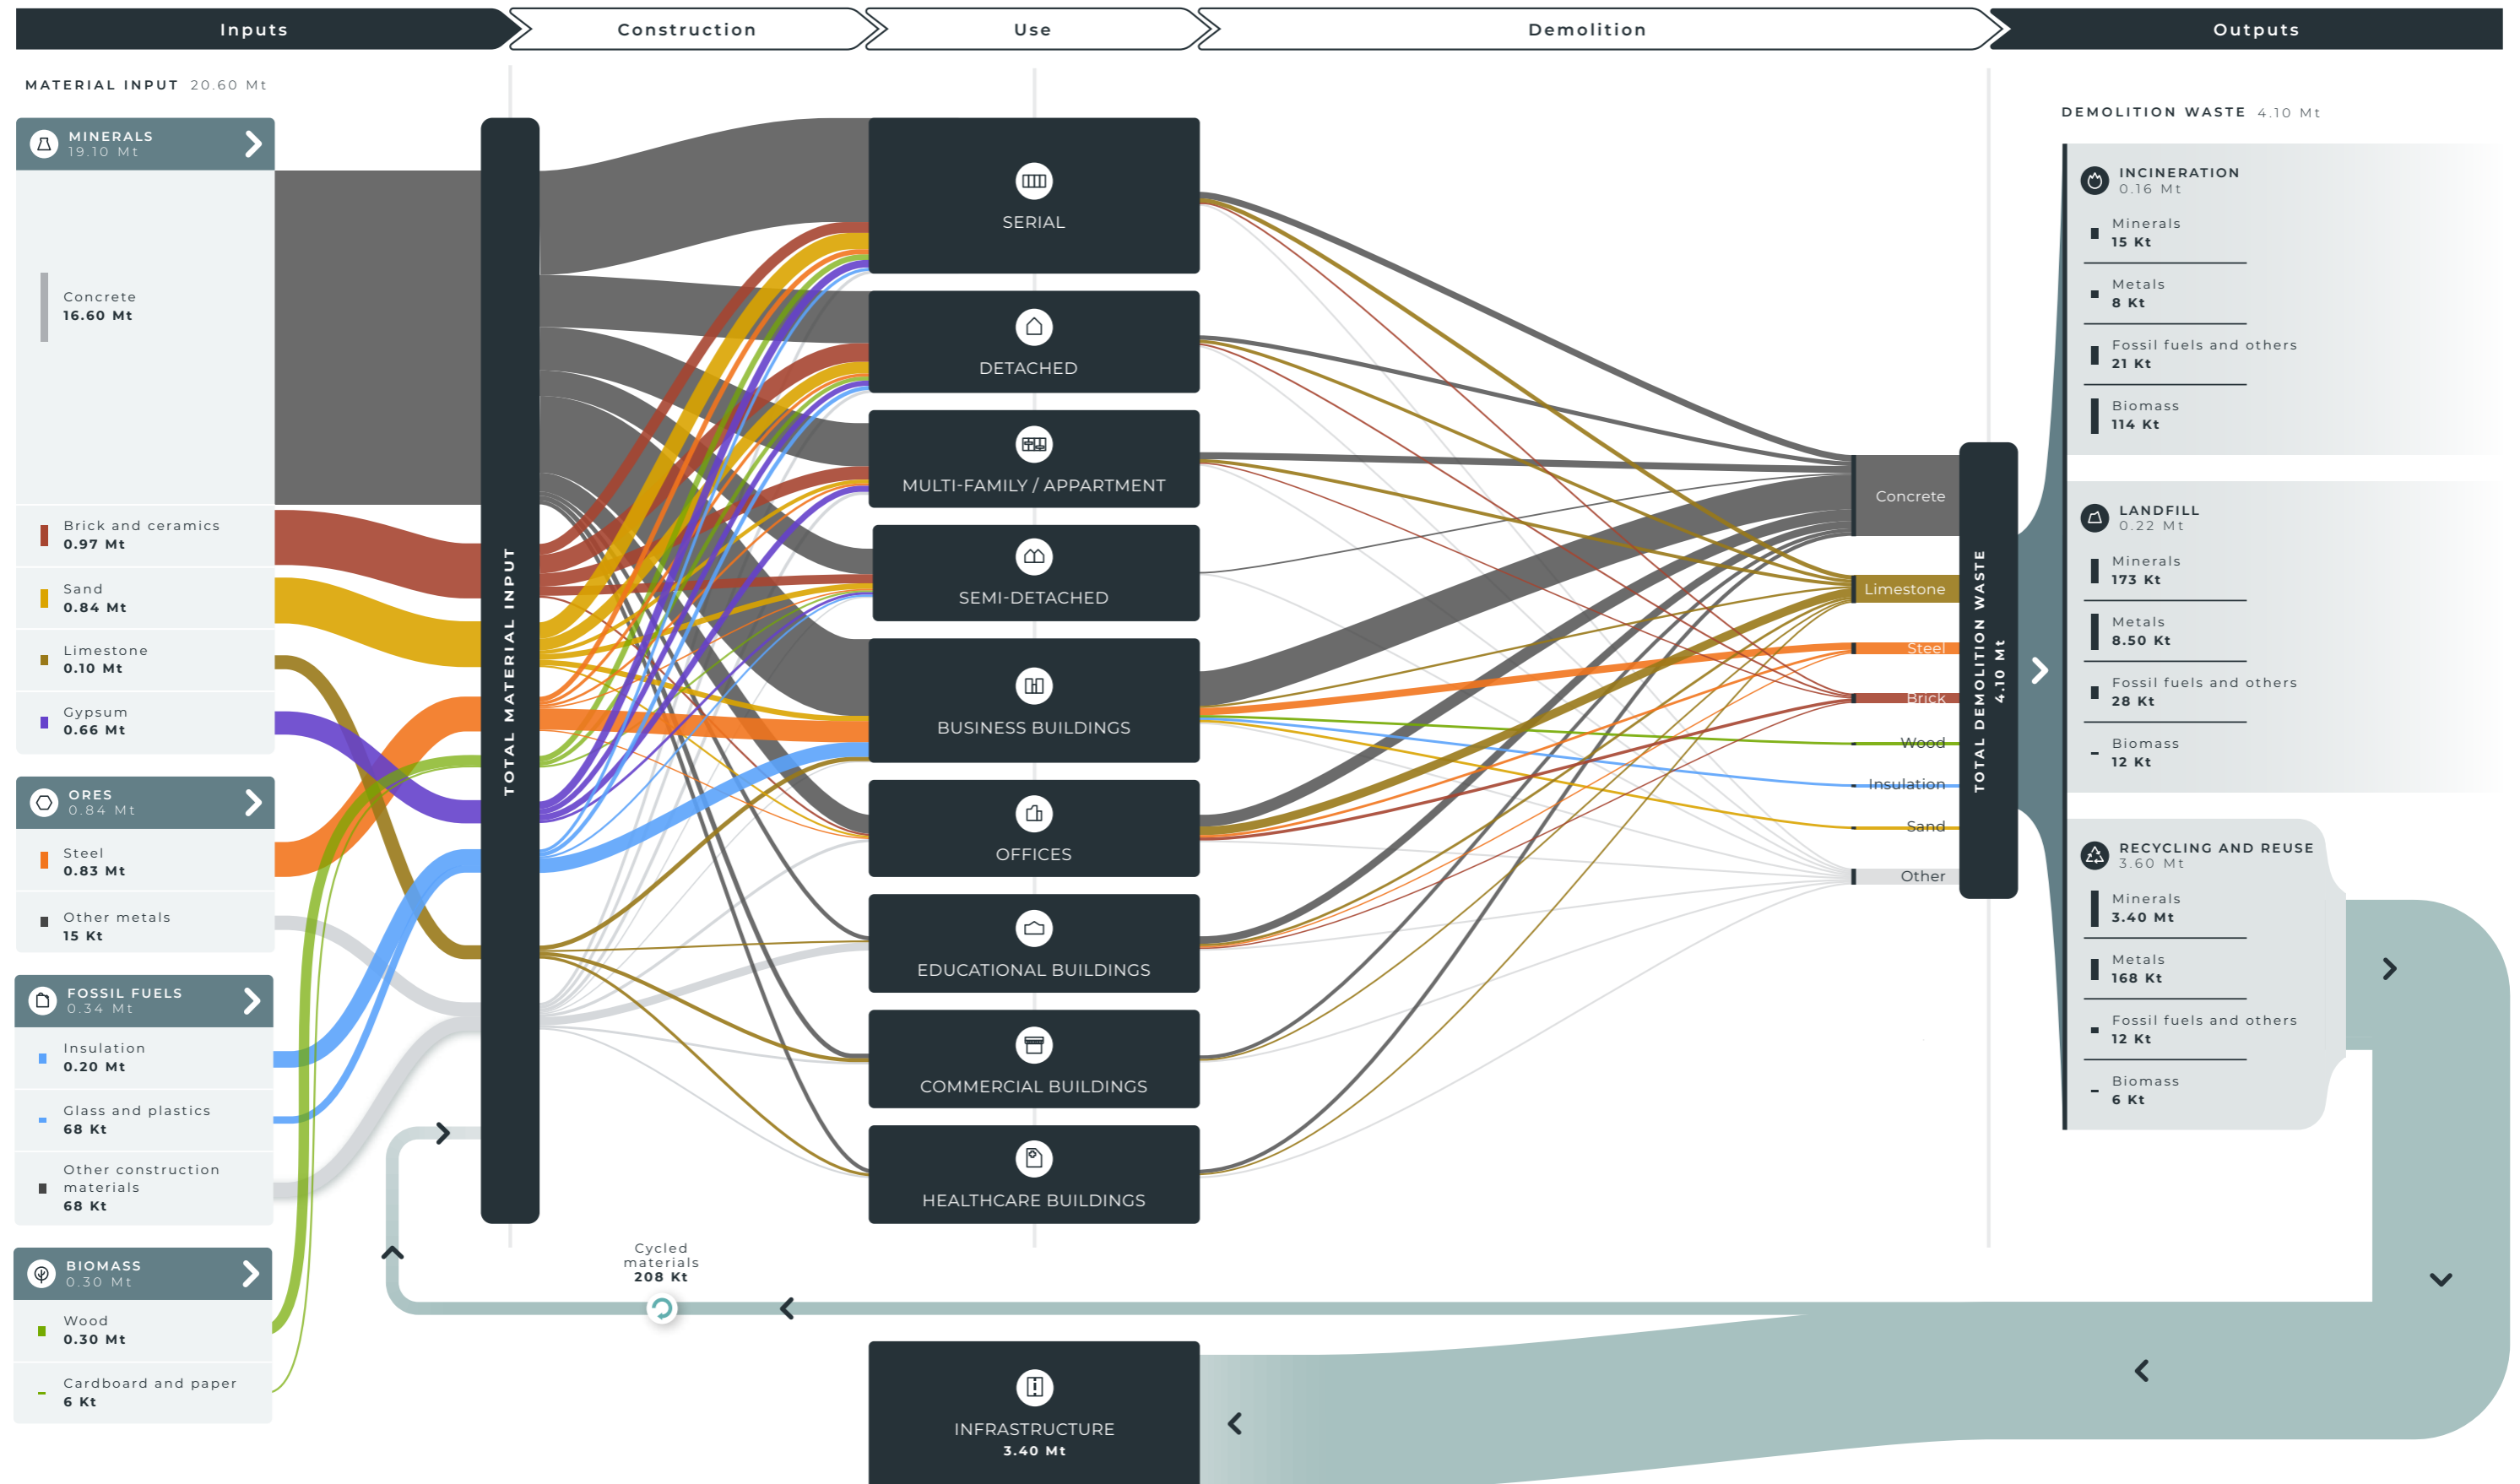 Inputs
Construction
Use
Demolition
Outputs
MATERIAL INPUT 20.60 Mt
MINERALS
19.10 Mt
Concrete
16.60 Mt
Brick and ceramics
0.97 Mt
Sand
0.84 Mt
Limestone
0.10 Mt
Gypsum
0.66 Mt
ORES
0.84 Mt
Steel
0.83 Mt
Other metals
15 Kt
FOSSIL FUELS
0.34 Mt
Insulation
0.20 Mt
Glass and plastics
68 Kt
Other construction
materials
68 Kt
BIOMASS
0.30 Mt
Wood
0.30 Mt
Cardboard and paper
6 Kt
TOTAL MATERIAL INPUT
SERIAL
DETACHED
MULTI-FAMILY / APPARTMENT
SEMI-DETACHED
BUSINESS BUILDINGS
OFFICES
EDUCATIONAL BUILDINGS
COMMERCIAL BUILDINGS
HEALTHCARE BUILDINGS
Cycled
materials
208 Kt
INFRASTRUCTURE
3.40 Mt
Concrete
Limestone
Steel
Brick
Wood
Insulation
Sand
Other
TOTAL DEMOLITION WASTE
4.10 Mt
DEMOLITION WASTE 4.10 Mt
INCINERATION
0.16 Mt
Minerals
15 Kt
Metals
8 Kt
Fossil fuels and others
21 Kt
Biomass
114 Kt
LANDFILL
0.22 Mt
Minerals
173 Kt
Metals
8.50 Kt
Fossil fuels and others
28 Kt
Biomass
12 Kt
RECYCLING AND REUSE
3.60 Mt
Minerals
3.40 Mt
Metals
168 Kt
Fossil fuels and others
12 Kt
Biomass
6 Kt